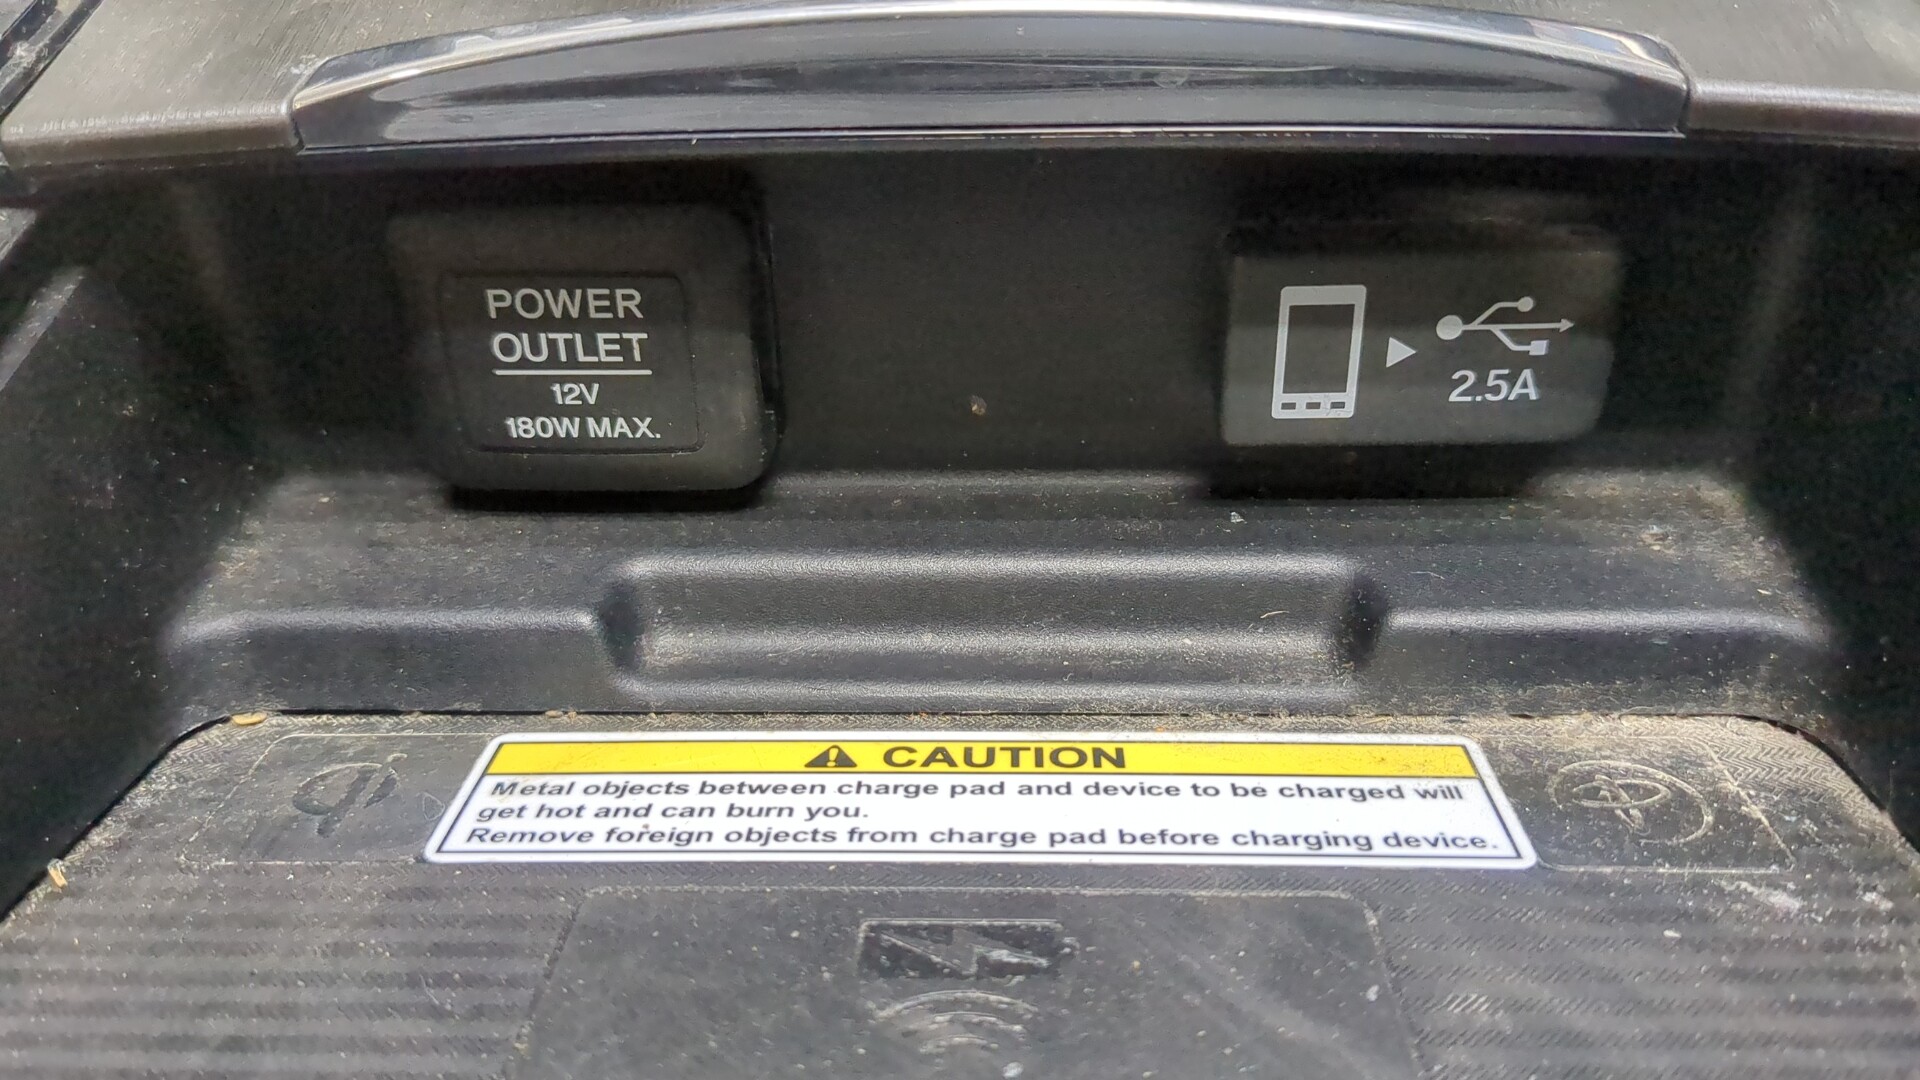 POWER
OUTLET
12V
180W MAX.
2.5A
CAUTION
Metal objects between charge pad and device to be charged will
get hot and can burn you.
Remove foreign objects from charge pad before charging device.
qi